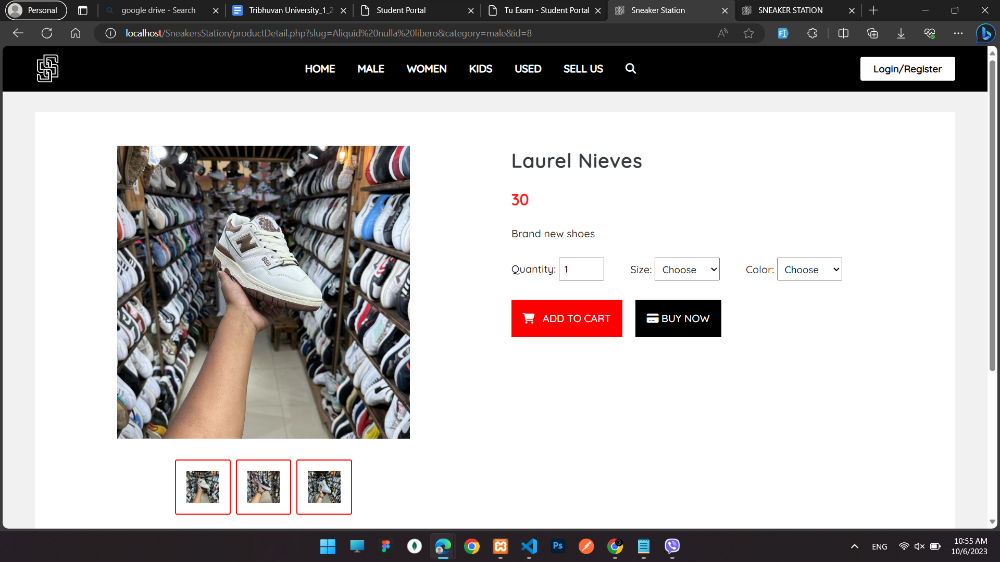 Personal
google drive - Search
Tribhuvan University_1_2
Student Portal
Tu Exam - Student Portal
Sneaker Station
SNEAKER STATION
localhost/SneakersStation/productDetail.php?slug=Aliquid%20nulla%20libero&category=male&id=8
HOME
MALE
WOMEN
KIDS
USED
SELL US
Login/Register
Laurel Nieves
30
Brand new shoes
Quantity: 1
Size: Choose
Color: Choose
ADD TO CART
BUY NOW
550
Ps
ENG
10:55 AM
10/6/2023